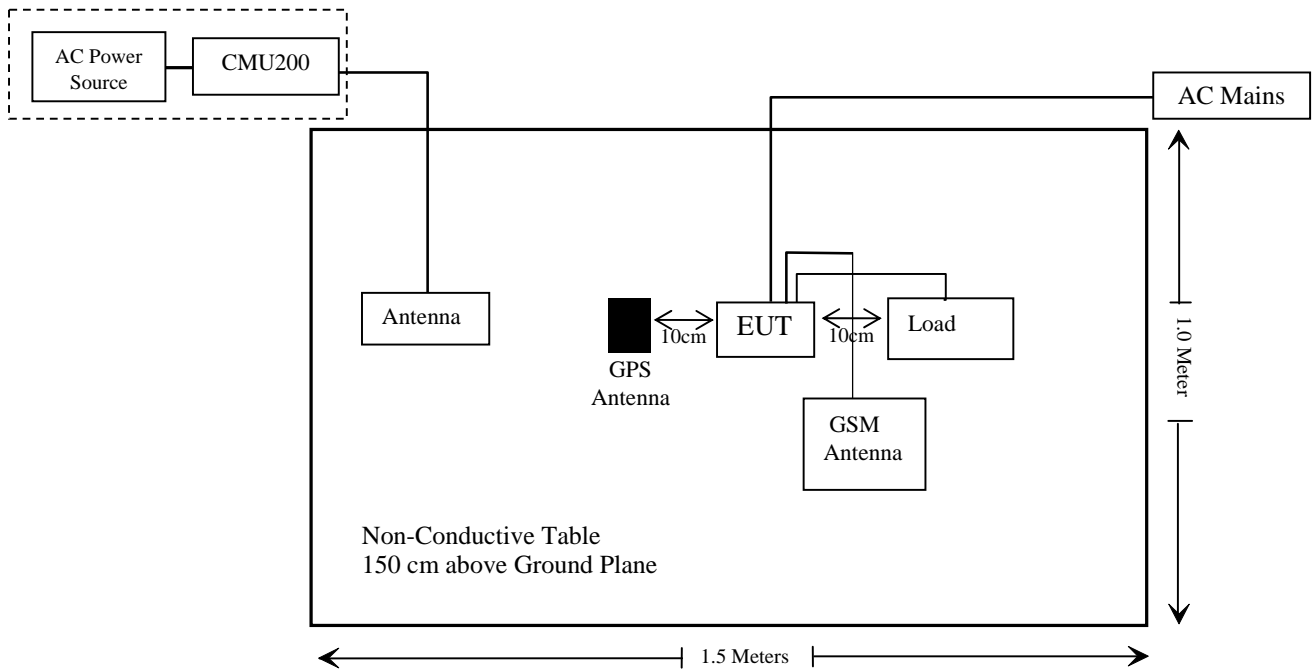 AC Power
Source
CMU200
AC Mains
Antenna
GPS
Antenna
10cm
EUT
10cm
Load
GSM
Antenna
1.0 Meter
Non-Conductive Table
150 cm above Ground Plane
1.5 Meters